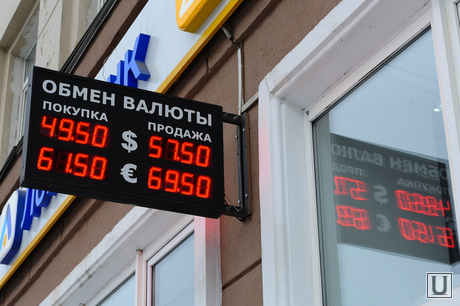 ОБМЕН ВАЛЮТЫ
ПОКУПКА ПРОДАЖА
49.50 $ 57.50
61.50 € 69.50
U